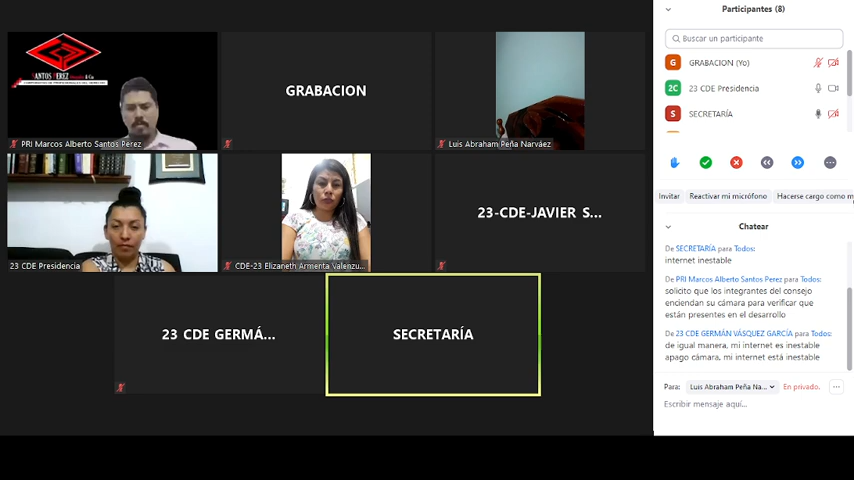 SANTOS PEREZ
PRI Marcos Alberto Santos Perez
GRABACION
Luis Abraham Peña Narváez
23 CDE Presidencia
CDE-23 Elizaneth Armenta Valenzu...
23-CDE-JAVIER S...
23 CDE GERMÁ...
SECRETARÍA
Participantes (8)
Buscar un participante
G GRABACION (Yo)
2C 23 CDE Presidencia
S SECRETARÍA
Invitar Reactivar mi micrófono Hacerse cargo como m
Chatear
De SECRETARÍA para Todos:
internet inestable
De PRI Marcos Alberto Santos Perez para Todos:
solicito que los integrantes del consejo
enciendan su cámara para verificar que
están presentes en el desarrollo
De 23 CDE GERMÁN VÁSQUEZ GARCÍA para Todos:
de igual manera, mi internet es inestable
apago cámara, mi internet está inestable
Para: Luis Abraham Peña Na... En privado.
Escribir mensaje aquí...